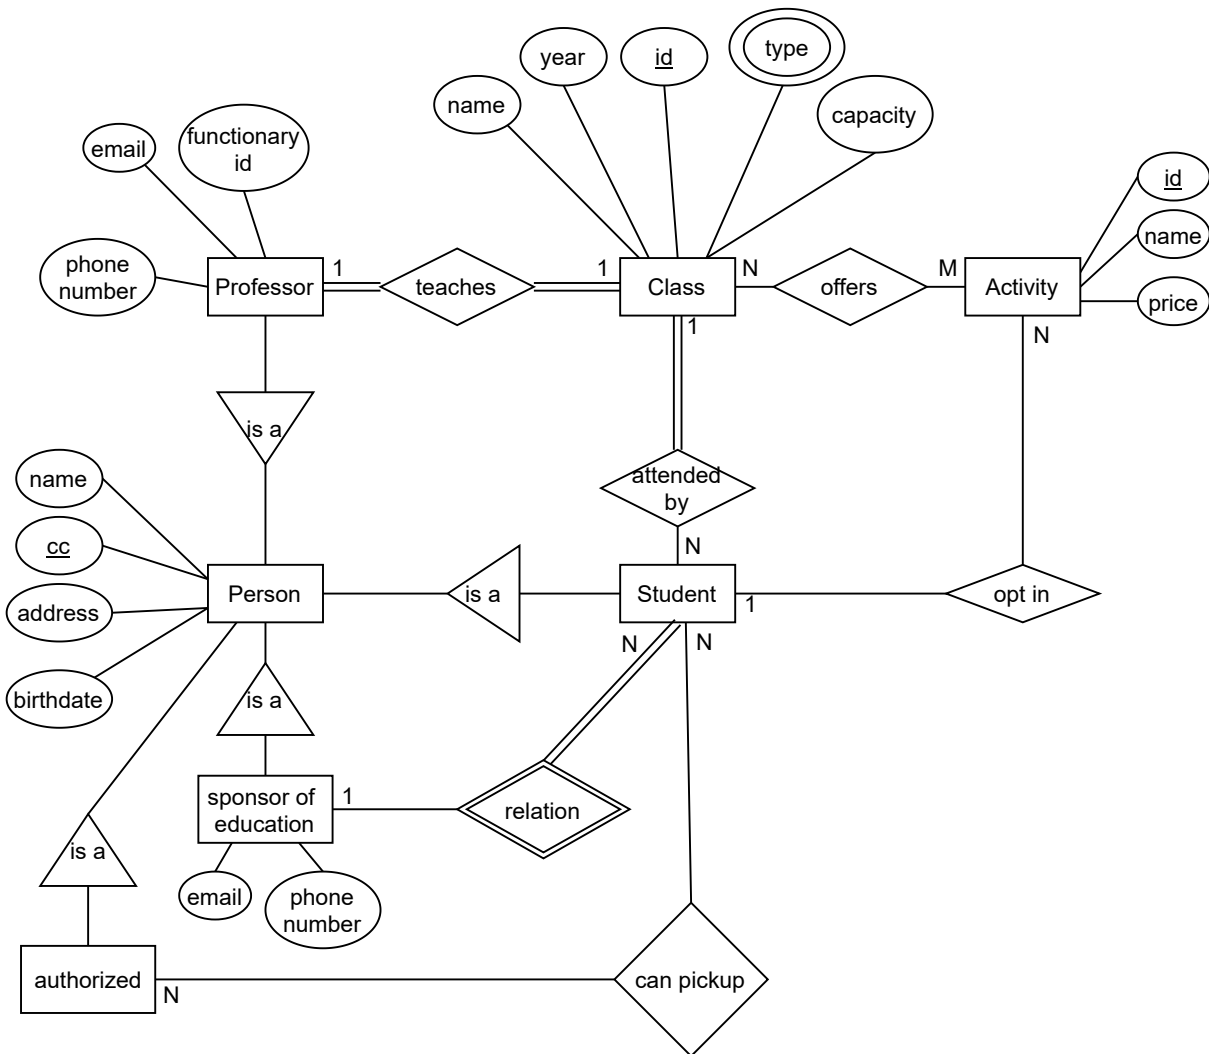 year
id
type
name
capacity
functionary
id
email
id
name
phone
number
Professor
1
teaches
1
Class
N
offers
M
Activity
price
1
N
is a
name
attended
by
cc
N
Person
is a
Student
1
opt in
address
N
N
birthdate
is a
sponsor of
education
1
relation
is a
email
phone
number
authorized
N
can pickup